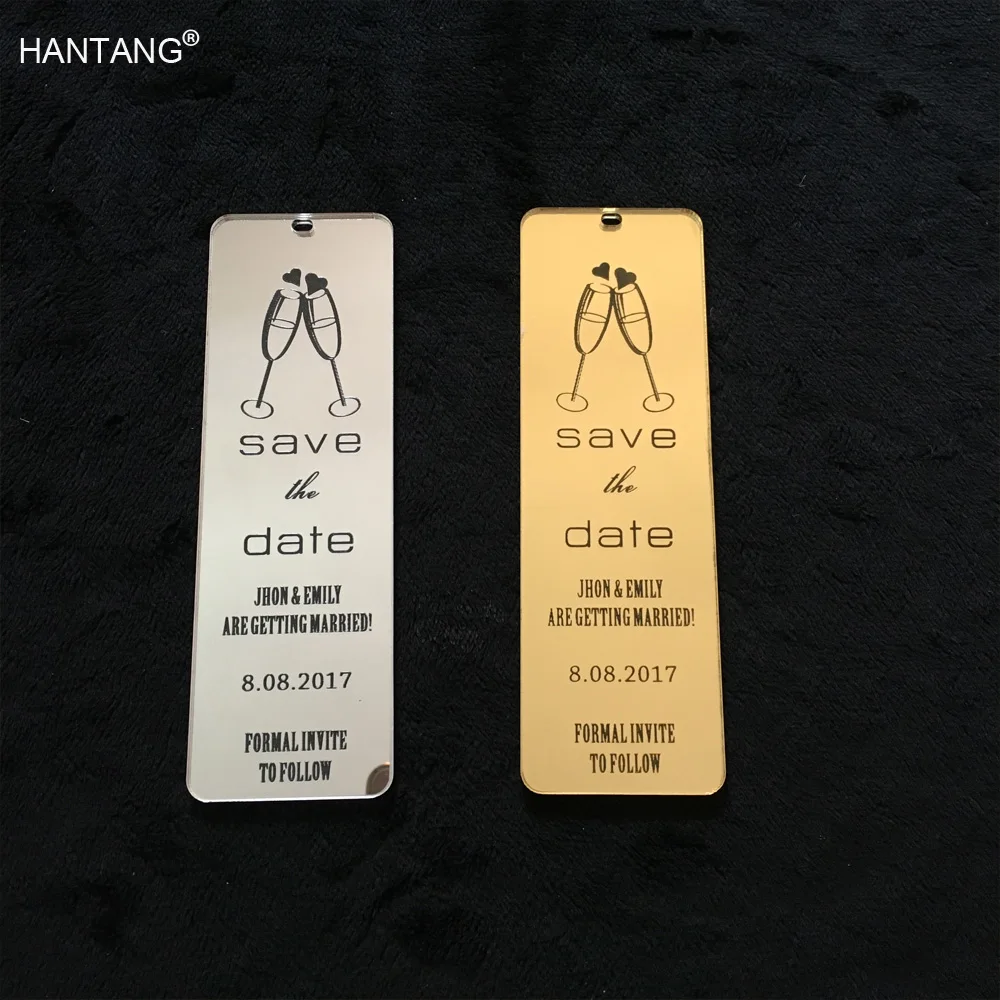 HANTANG®
save
the
date
JHON & EMILY
ARE GETTING MARRIED!
8.08.2017
FORMAL INVITE
TO FOLLOW
save
the
date
JHON & EMILY
ARE GETTING MARRIED!
8.08.2017
FORMAL INVITE
TO FOLLOW